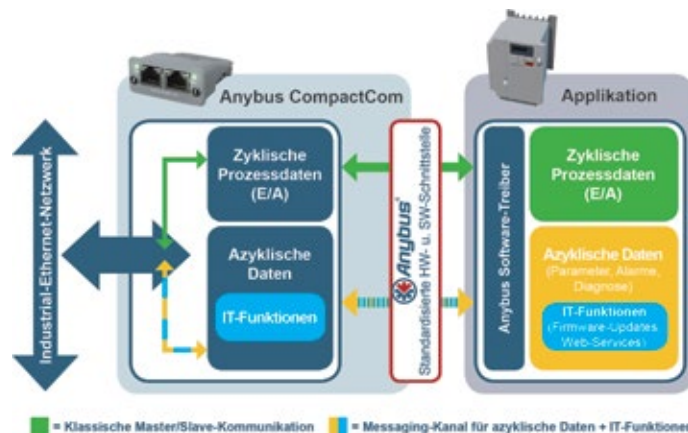 Anybus CompactCom
Applikation
Industrial-Ethernet-Netzwerk
Zyklische
Prozessdaten
(E/A)
Azyklische
Daten
IT-Funktionen
Anybus®
Standardisierte HW- u. SW-Schnittstelle
Anybus Software-Treiber
Zyklische
Prozessdaten
(E/A)
Azyklische Daten
(Parameter, Alarme,
Diagnose)
IT-Funktionen
(Firmware-Updates
Web-Services)
= Klassische Master/Slave-Kommunikation
= Messaging-Kanal für azyklische Daten + IT-Funktionen